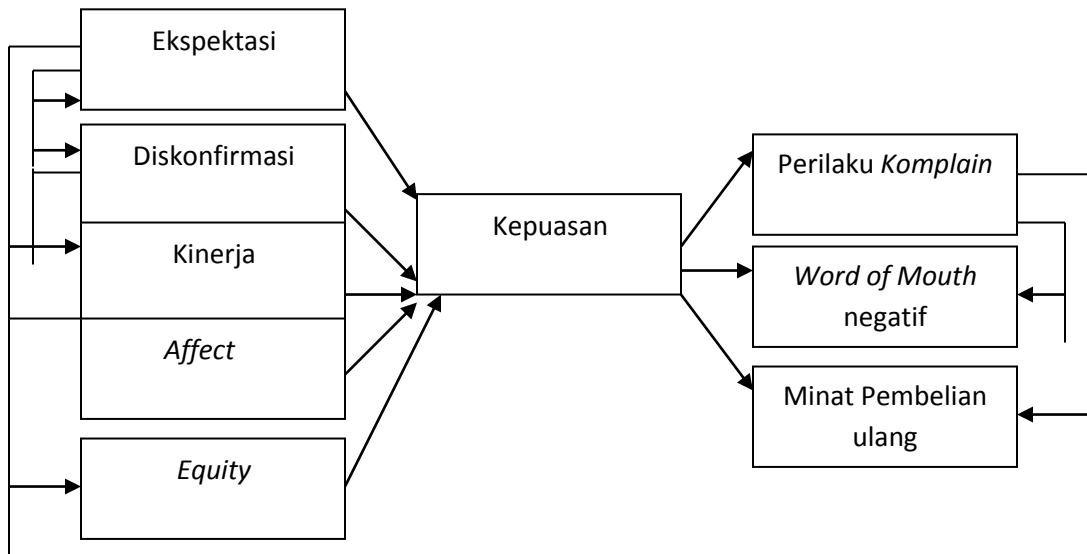 Ekspektasi
Diskonfirmasi
Kinerja
Affect
Equity
Kepuasan
Perilaku Komplain
Word of Mouth
negatif
Minat Pembelian
ulang